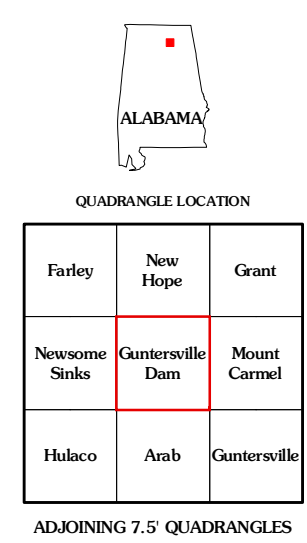 ALABAMA
QUADRANGLE LOCATION
Farley
New
Hope
Grant
Newsome
Sinks
Guntersville
Dam
Mount
Carmel
Hulaco
Arab
Guntersville
ADJOINING 7.5' QUADRANGLES